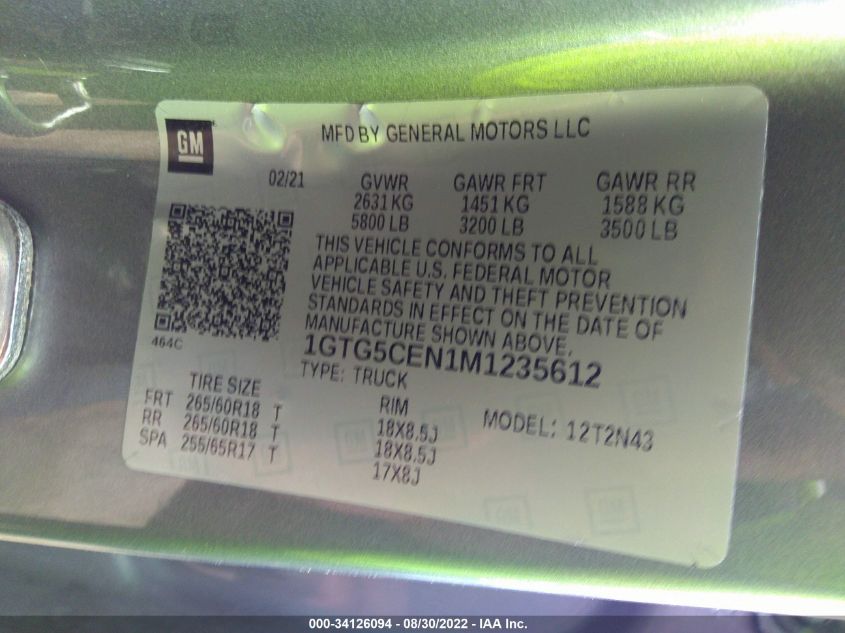 GM
MFD BY GENERAL MOTORS LLC
02/21 GVWR GAWR FRT GAWR RR
2631 KG 1451 KG 1588 KG
5800 LB 3200 LB 3500 LB
THIS VEHICLE CONFORMS TO ALL
APPLICABLE U.S. FEDERAL MOTOR
VEHICLE SAFETY AND THEFT PREVENTION
STANDARDS IN EFFECT ON THE DATE OF
MANUFACTURE SHOWN ABOVE.
464C
1GTG5CEN1M1235612
TYPE: TRUCK
TIRE SIZE RIM MODEL: 12T2N43
FRT 265/60R18 T 18X8.5J
RR 265/60R18 T 18X8.5J
SPA 255/65R17 T 17X8J
000-34126094 - 08/30/2022 - IAA Inc.